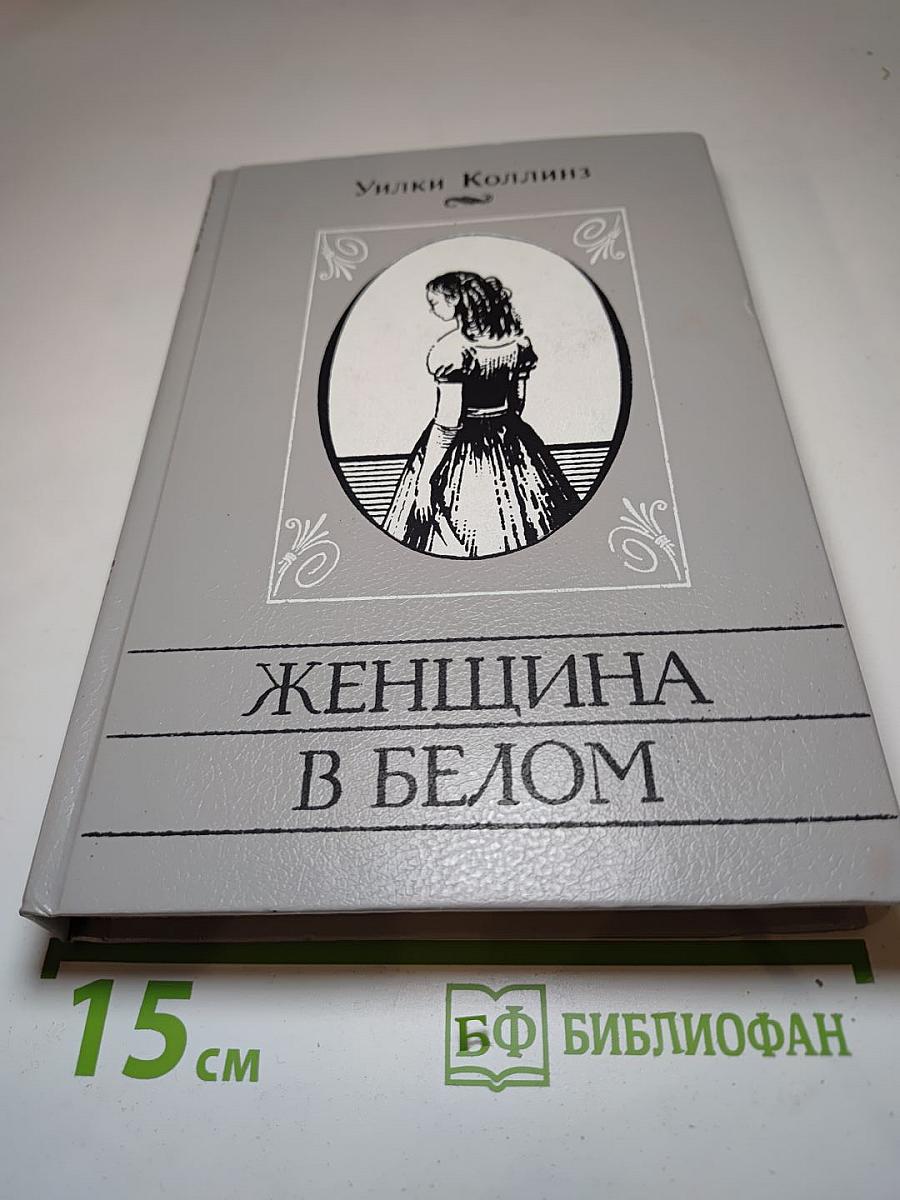 Уилки Коллинз
ЖЕНЩИНА
В БЕЛОМ
15 см
БФ БИБЛИОФАН